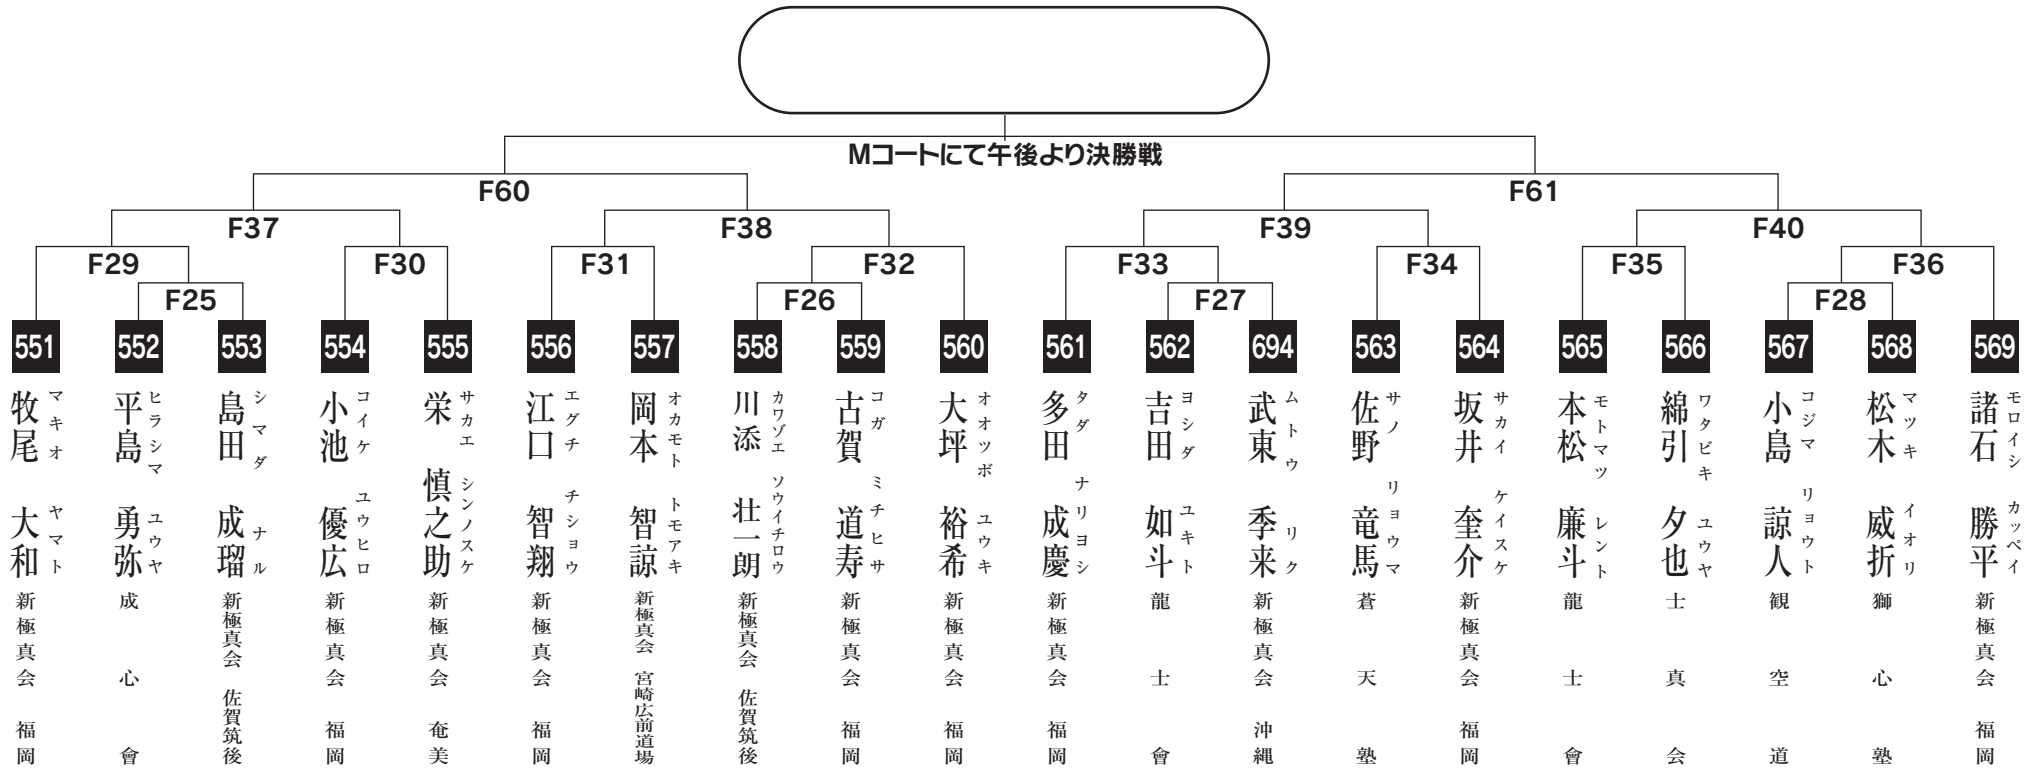 Mコートにて午後より決勝戦
F60
F61
F37
F38
F39
F40
F29
F30
F31
F32
F33
F34
F35
F36
F25
F26
F27
F28
551
552
553
554
555
556
557
558
559
560
561
562
694
563
564
565
566
567
568
569
牧尾 大和 マキオ ヤマト 新極真会 福岡
平島 勇弥 ヒラシマ ユウヤ 成心會
島田 成瑠 シマダ ナル 新極真会 佐賀筑後
小池 優広 コイケ ユウヒロ 新極真会 福岡
栄 慎之助 サカエ シンノスケ 新極真会 奄美
江口 智翔 エグチ チショウ 新極真会 福岡
岡本 智諒 オカモト トモアキ 新極真会 宮崎広前道場
川添 壮一朗 カワゾエ ソウイチロウ 新極真会 佐賀筑後
古賀 道寿 コガ ミチヒサ 新極真会 福岡
大坪 裕希 オオツボ ユウキ 新極真会 福岡
多田 成慶 タダ ナリヨシ 新極真会 福岡
吉田 如斗 ヨシダ ユキト 龍士會
武東 季来 ムトウ リク 新極真会 沖縄
佐野 竜馬 サノ リョウマ 蒼天塾
坂井 奎介 サカイ ケイスケ 新極真会 福岡
本松 廉斗 モトマツ レント 龍士會
綿引 夕也 ワタビキ ユウヤ 士真会
小島 諒人 コジマ リョウト 観空道
松木 威折 マツキ イオリ 獅心塾
諸石 勝平 モロイシ カッペイ 新極真会 福岡